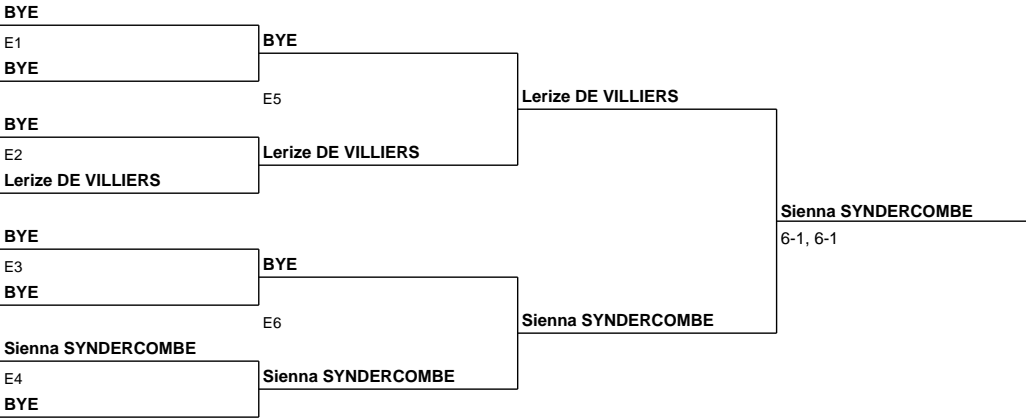 BYE
E1
BYE
BYE
E5
Lerize DE VILLIERS
BYE
E2
Lerize DE VILLIERS
Lerize DE VILLIERS
Sienna SYNDERCOMBE
6-1, 6-1
BYE
E3
BYE
BYE
E6
Sienna SYNDERCOMBE
Sienna SYNDERCOMBE
E4
Sienna SYNDERCOMBE
BYE